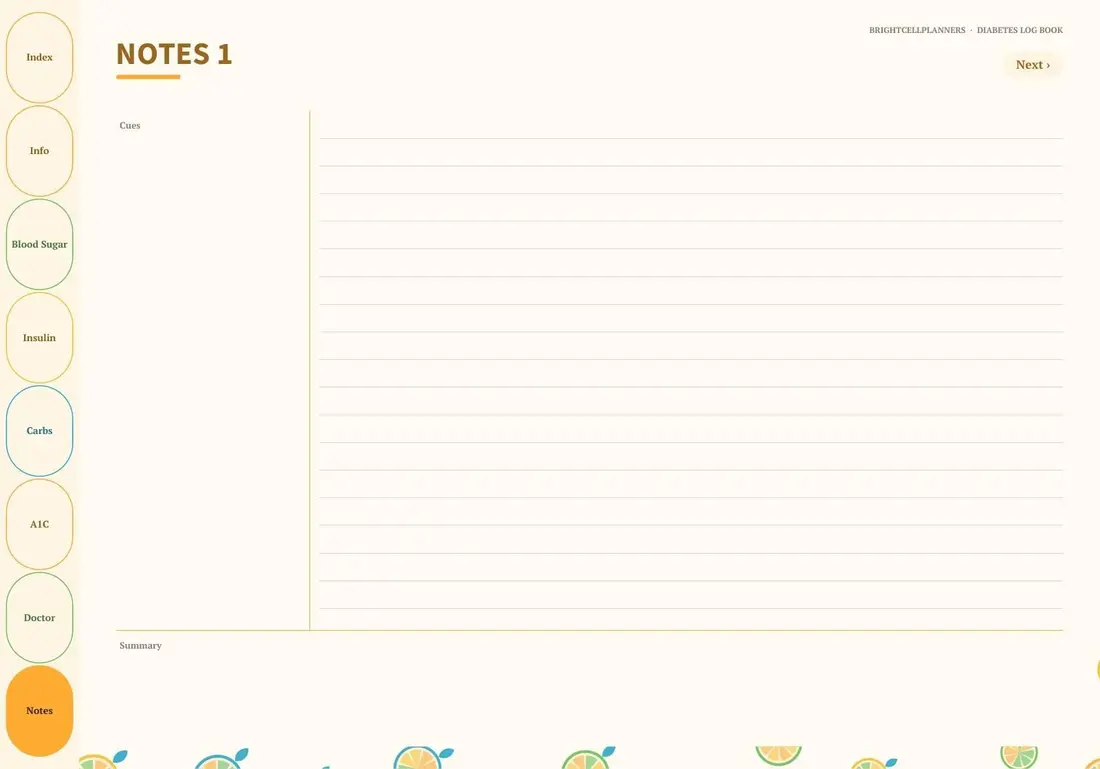 BRIGHTCELLPLANNERS · DIABETES LOG BOOK
NOTES 1
Next ›
Index
Info
Blood Sugar
Insulin
Carbs
A1C
Doctor
Notes
Cues
Summary